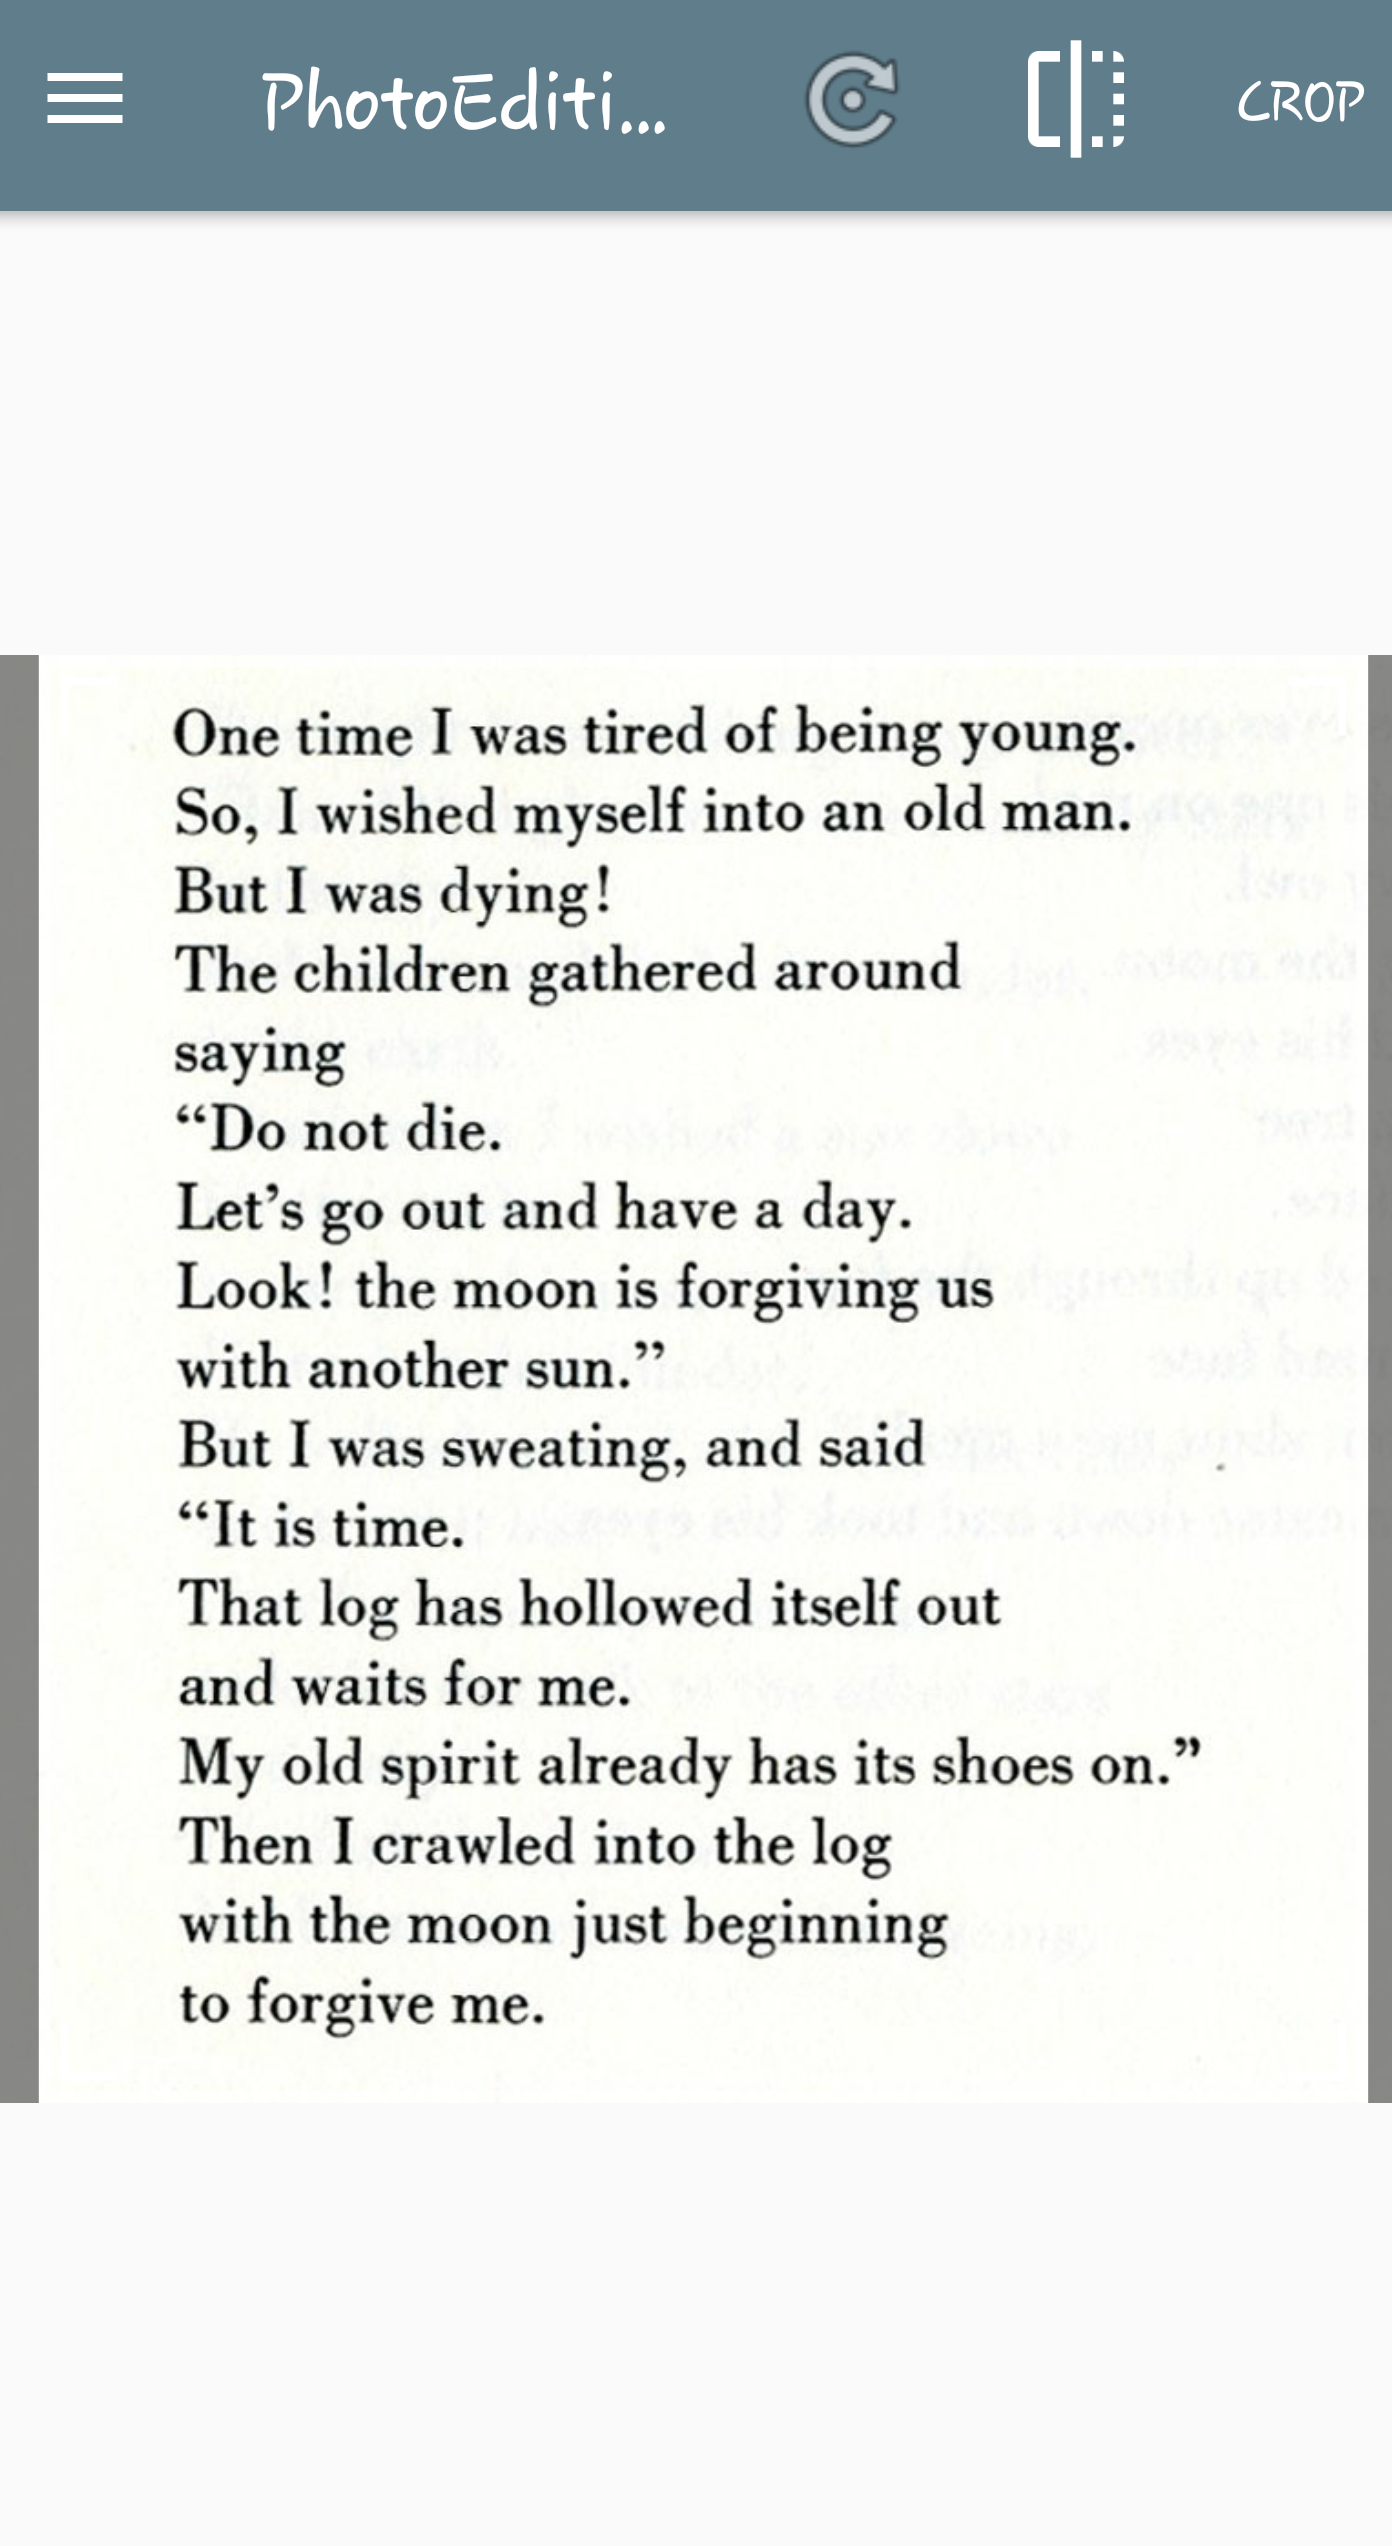 PhotoEditi...
CROP
One time I was tired of being young.
So, I wished myself into an old man.
But I was dying!
The children gathered around
saying
“Do not die.
Let’s go out and have a day.
Look! the moon is forgiving us
with another sun.”
But I was sweating, and said
“It is time.
That log has hollowed itself out
and waits for me.
My old spirit already has its shoes on.”
Then I crawled into the log
with the moon just beginning
to forgive me.